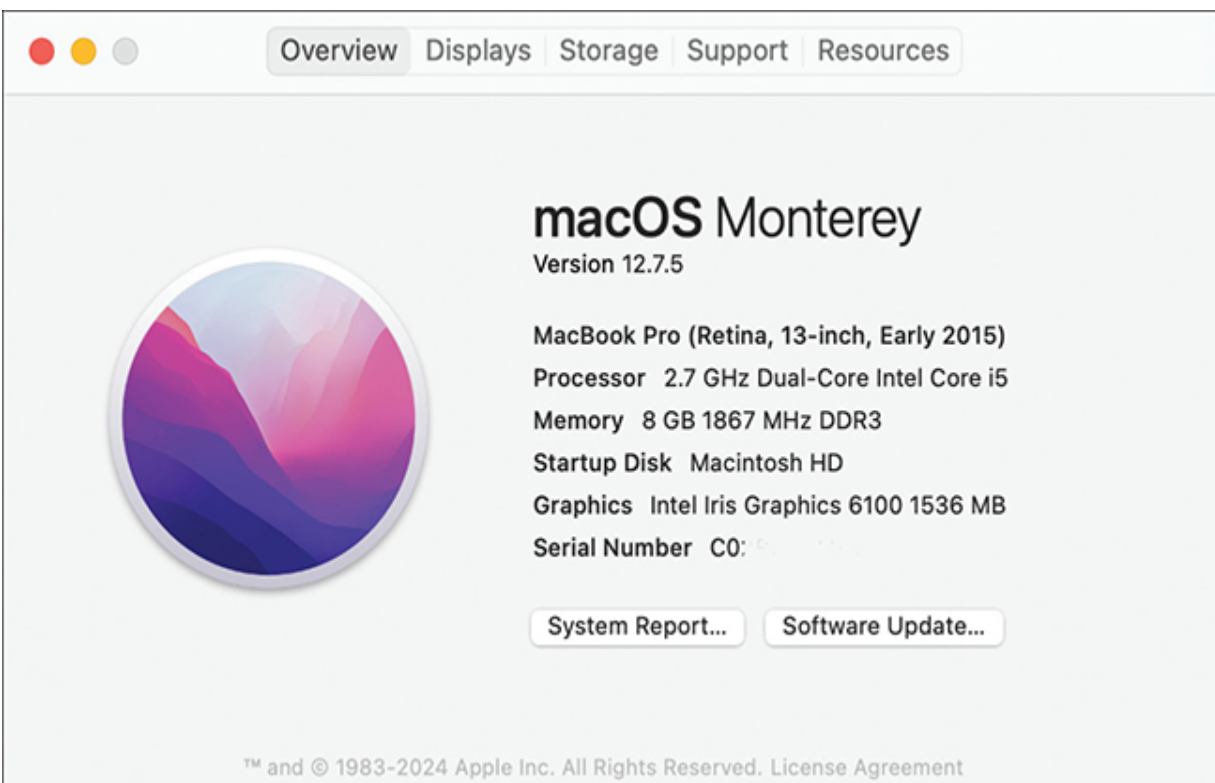 Overview Displays Storage Support Resources
macOS Monterey
Version 12.7.5
MacBook Pro (Retina, 13-inch, Early 2015)
Processor 2.7 GHz Dual-Core Intel Core i5
Memory 8 GB 1867 MHz DDR3
Startup Disk Macintosh HD
Graphics Intel Iris Graphics 6100 1536 MB
Serial Number C0
System Report... Software Update...
™ and © 1983-2024 Apple Inc. All Rights Reserved. License Agreement